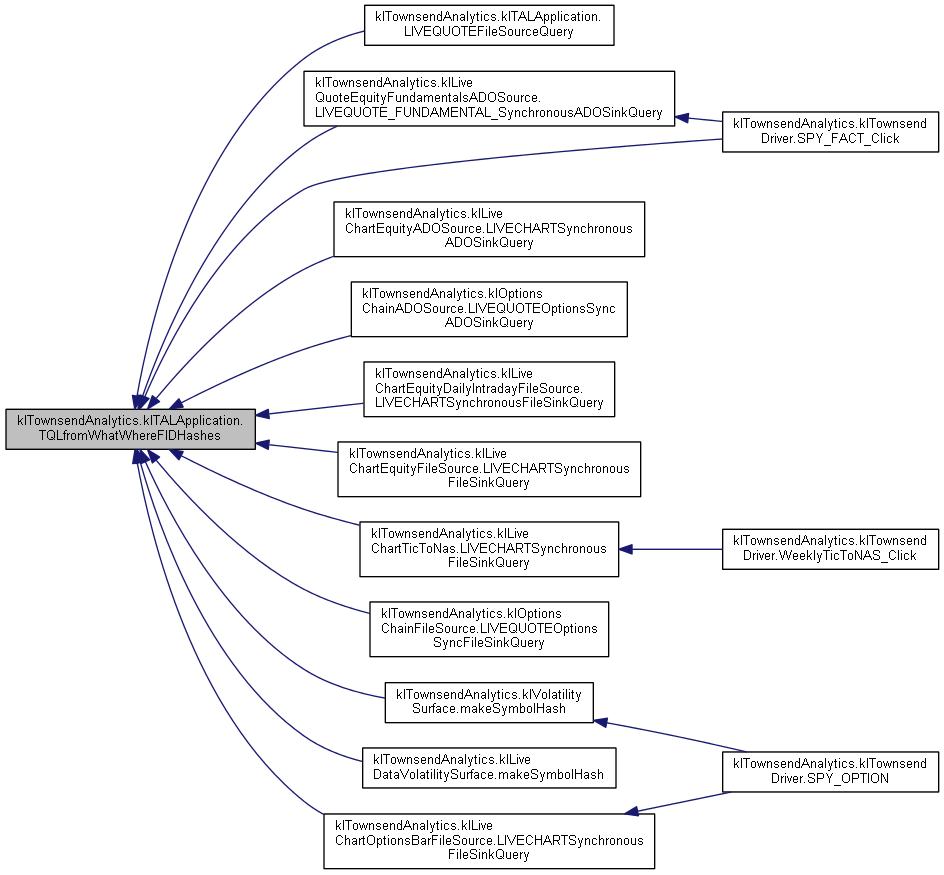 klTownsendAnalytics.klTALApplication.
LIVEQUOTEFileSourceQuery
klTownsendAnalytics.klLive
QuoteEquityFundamentalsADOSource.
LIVEQUOTE_FUNDAMENTAL_SynchronousADOSinkQuery
klTownsendAnalytics.klTownsend
Driver.SPY_FACT_Click
klTownsendAnalytics.klLive
ChartEquityADOSource.LIVECHARTSynchronous
ADOSinkQuery
klTownsendAnalytics.klOptions
ChainADOSource.LIVEQUOTEOptionsSync
ADOSinkQuery
klTownsendAnalytics.klLive
ChartEquityDailyIntradayFileSource.
LIVECHARTSynchronousFileSinkQuery
klTownsendAnalytics.klTALApplication.
TQLfromWhatWhereFIDHashes
klTownsendAnalytics.klLive
ChartEquityFileSource.LIVECHARTSynchronous
FileSinkQuery
klTownsendAnalytics.klLive
ChartTicToNas.LIVECHARTSynchronous
FileSinkQuery
klTownsendAnalytics.klTownsend
Driver.WeeklyTicToNAS_Click
klTownsendAnalytics.klOptions
ChainFileSource.LIVEQUOTEOptions
SyncFileSinkQuery
klTownsendAnalytics.klVolatility
Surface.makeSymbolHash
klTownsendAnalytics.klLive
DataVolatilitySurface.makeSymbolHash
klTownsendAnalytics.klTownsend
Driver.SPY_OPTION
klTownsendAnalytics.klLive
ChartOptionsBarFileSource.LIVECHARTSynchronous
FileSinkQuery